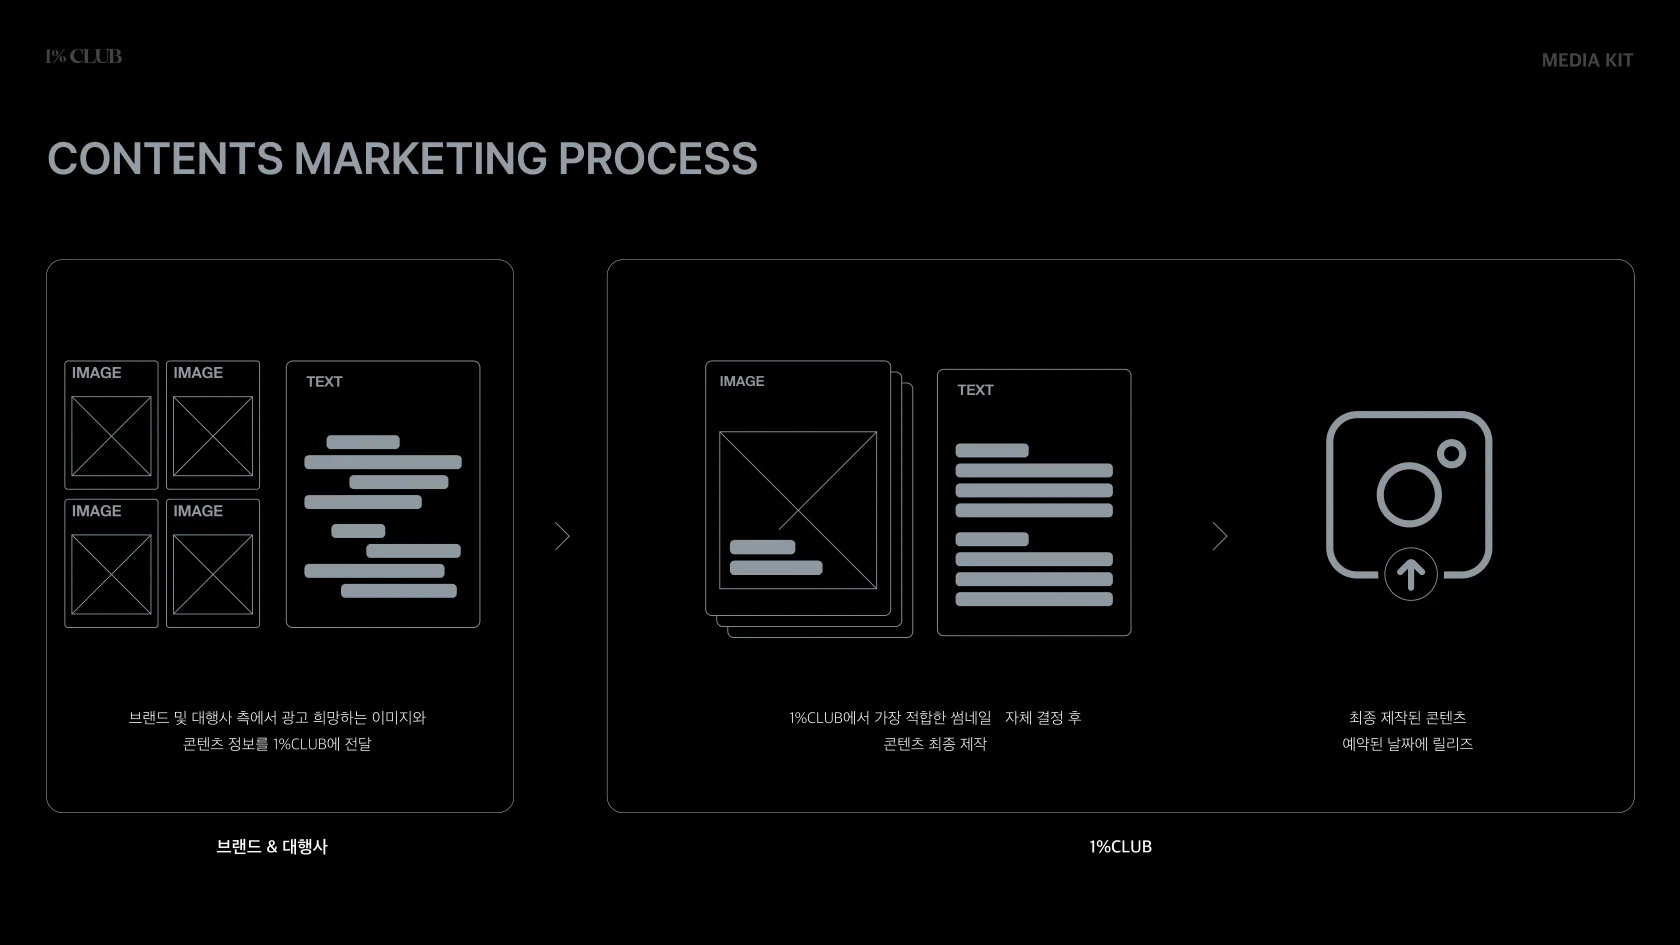 1% CLUB
MEDIA KIT
CONTENTS MARKETING PROCESS
IMAGE
IMAGE
TEXT
IMAGE
IMAGE
브랜드 및 대행사 측에서 광고 희망하는 이미지와
콘텐츠 정보를 1%CLUB에 전달
브랜드 & 대행사
IMAGE
TEXT
1%CLUB에서 가장 적합한 썸네일 자체 결정 후
콘텐츠 최종 제작
최종 제작된 콘텐츠
예약된 날짜에 릴리즈
1%CLUB